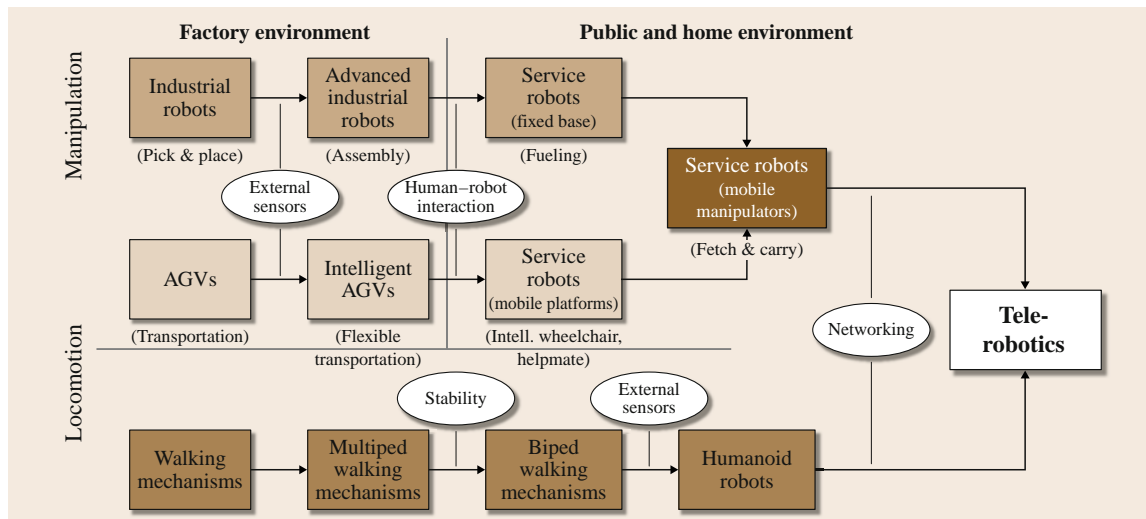 Factory environment
Public and home environment
Manipulation
Industrial
robots
(Pick & place)
Advanced
industrial
robots
(Assembly)
Service
robots
(fixed base)
(Fueling)
Service robots
(mobile
manipulators)
(Fetch & carry)
External
sensors
Human–robot
interaction
AGVs
(Transportation)
Intelligent
AGVs
(Flexible
transportation)
Service
robots
(mobile platforms)
(Intell. wheelchair,
helpmate)
Networking
Tele-
robotics
Locomotion
Stability
External
sensors
Walking
mechanisms
Multiped
walking
mechanisms
Biped
walking
mechanisms
Humanoid
robots